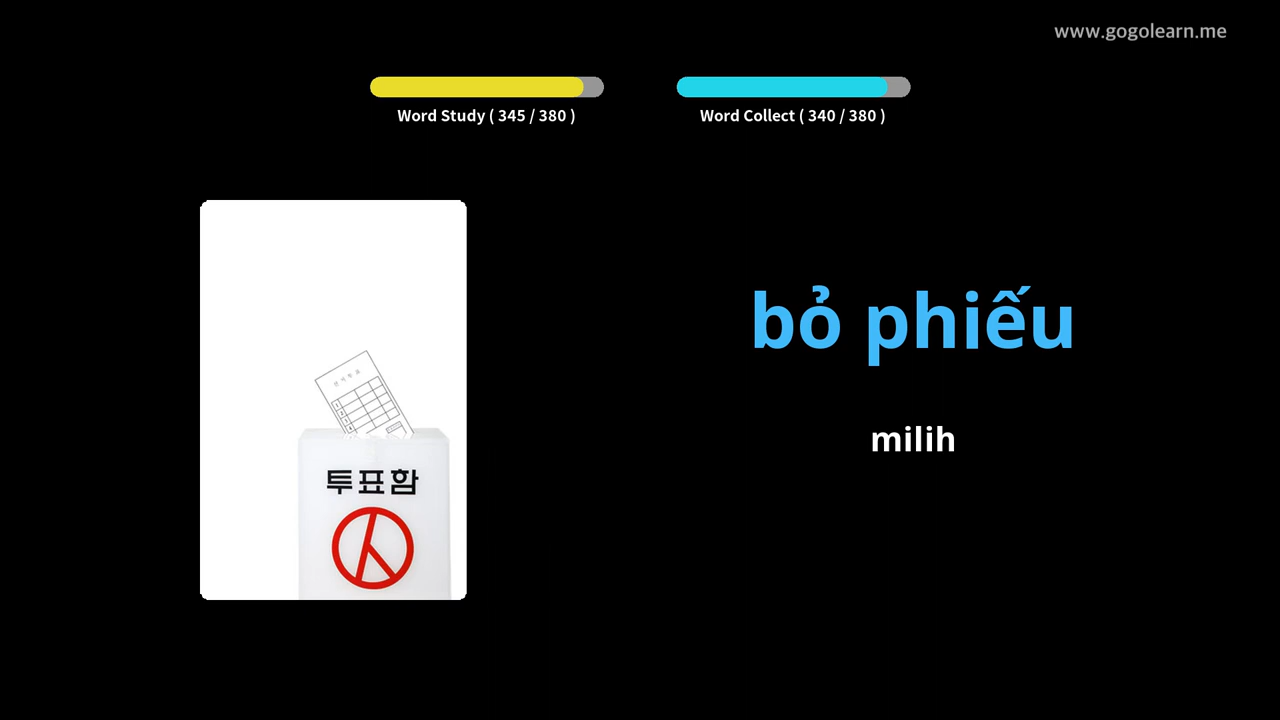 www.gogolearn.me
Word Study ( 345 / 380 )
Word Collect ( 340 / 380 )
bỏ phiếu
milih
투표함